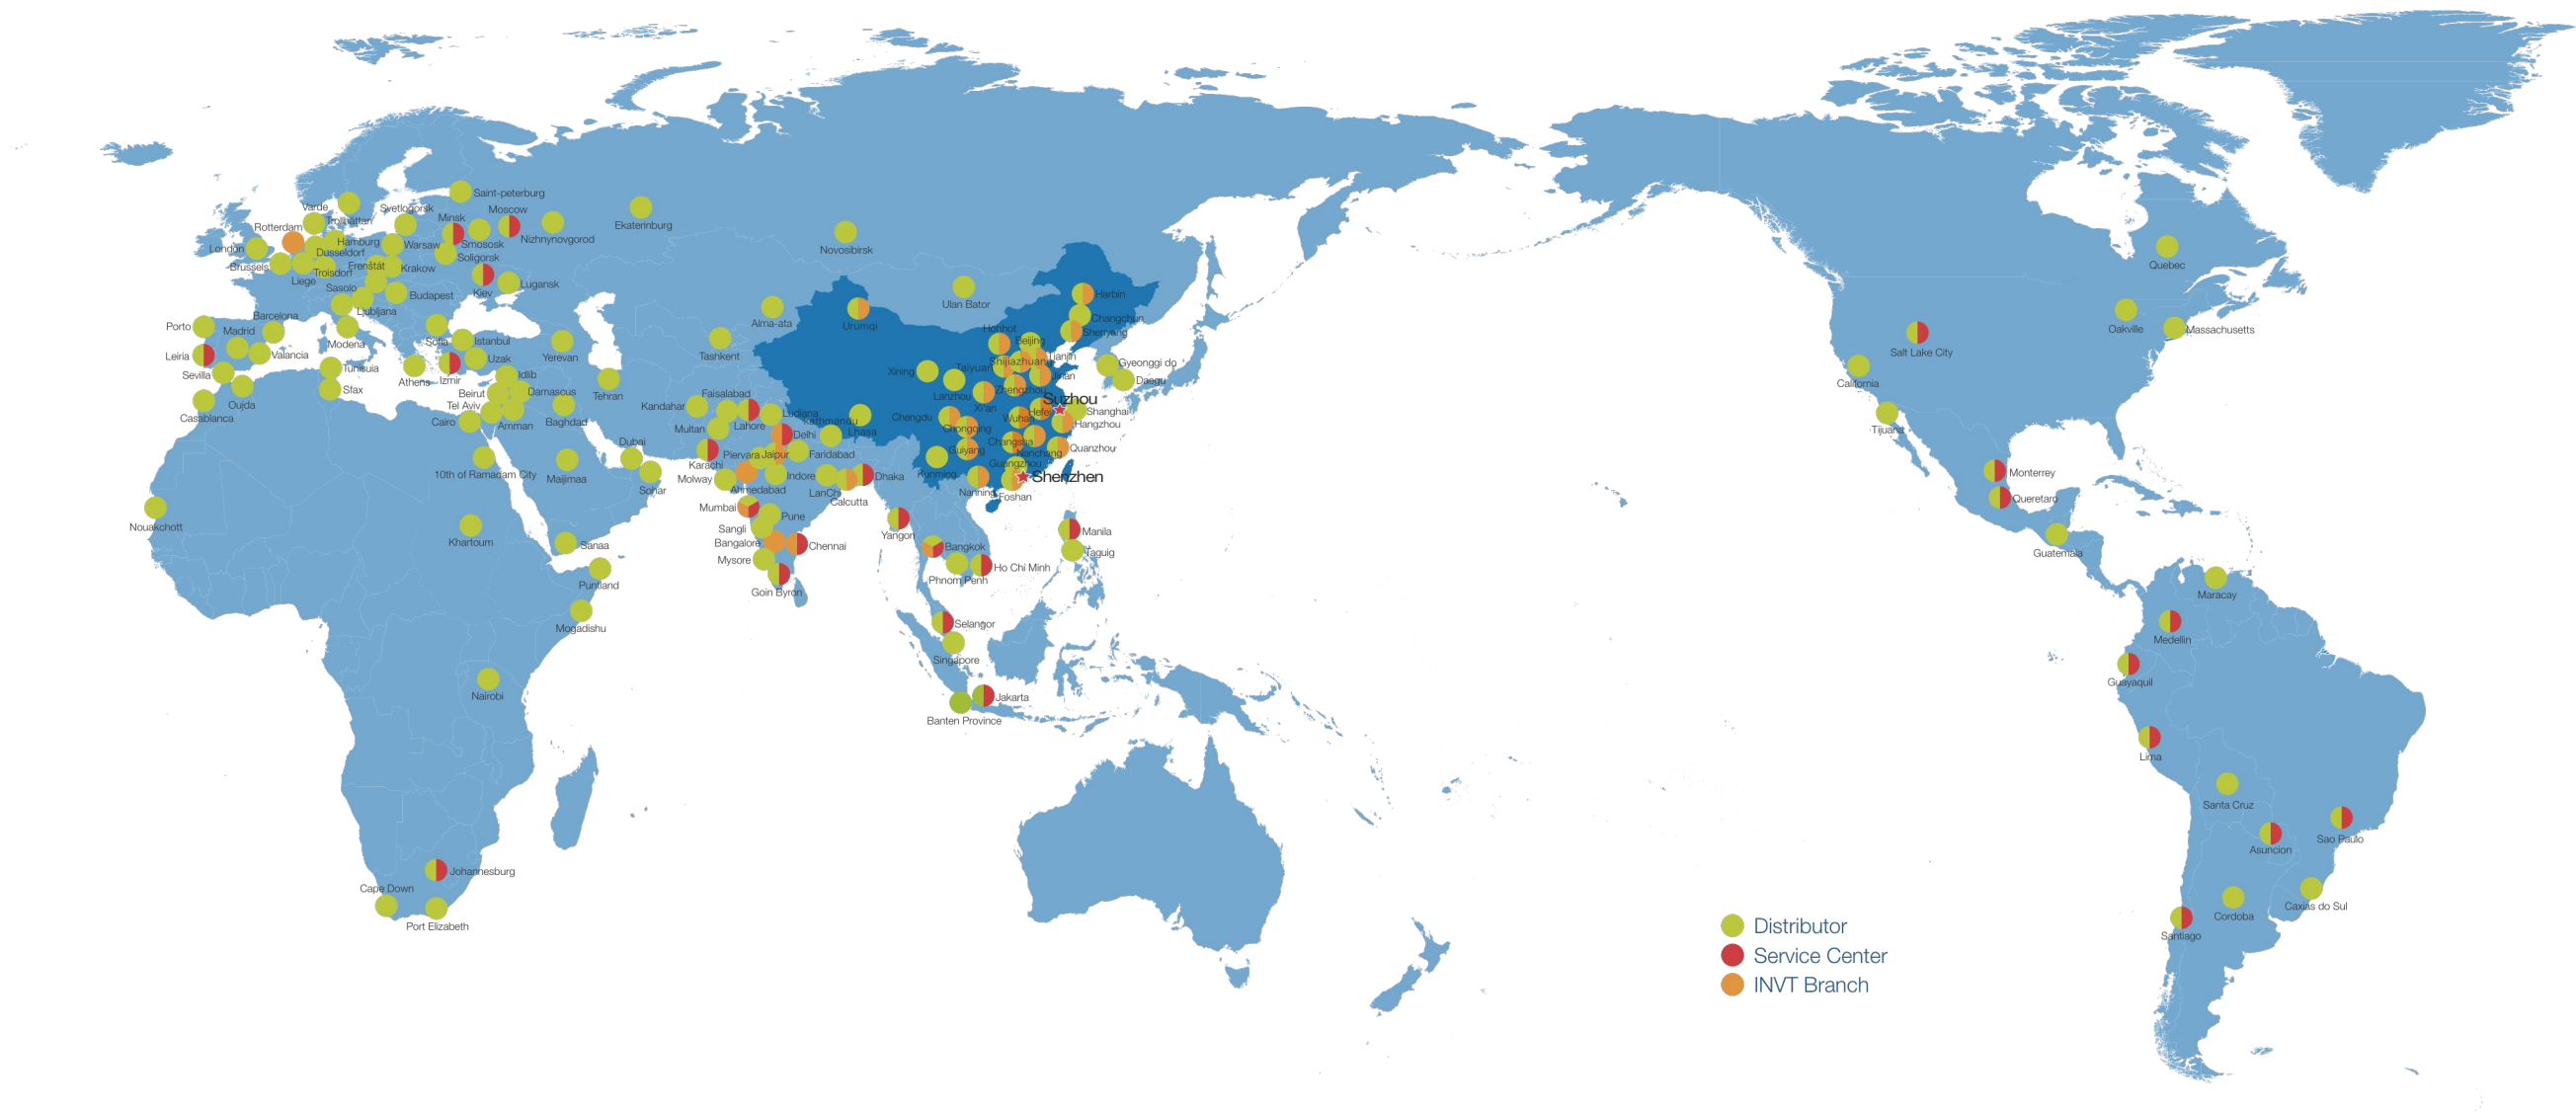 Saint-peterburg
Varde
Svetlogorsk
Moscow
Trollhättan
Minsk
Rotterdam
Ekaterinburg
Nizhnynovgorod
Hamburg
Warsaw
Smososk
London
Dusseldorf
Novosibirsk
Soligorsk
Brussels
Frenštát
Krakow
Troisdorf
Liege
Lugansk
Sasolo
Kiev
Budapest
Ljubljana
Barcelona
Porto
Madrid
Modena
Sofia
Istanbul
Leiria
Valancia
Uzak
Yerevan
Sevilla
Tunisuia
Athens
Izmir
Idlib
Sfax
Oujda
Beirut
Damascus
Tehran
Casablanca
Tel Aviv
Cairo
Amman
Baghdad
10th of Ramadam City
Maijimaa
Dubai
Sohar
Nouakchott
Khartoum
Sanaa
Puntland
Mogadishu
Nairobi
Johannesburg
Cape Down
Port Elizabeth
Alma-ata
Tashkent
Kandahar
Faisalabad
Lahore
Ludiana
Multan
Delhi
Kathmandu
Lhasa
Karachi
Piervara
Jaipur
Faridabad
Molway
Ahmedabad
Indore
LanChi
Dhaka
Calcutta
Mumbai
Pune
Sangli
Bangalore
Chennai
Mysore
Goin Byron
Yangon
Bangkok
Phnom Penh
Ho Chi Minh
Manila
Taguig
Selangor
Singapore
Jakarta
Banten Province
Ulan Bator
Urumqi
Harbin
Changchun
Shenyang
Hohhot
Beijing
Tianjin
Shijiazhuang
Taiyuan
Jinan
Xining
Lanzhou
Zhengzhou
Xi'an
Gyeonggi do
Daegu
Suzhou
Chengdu
Hefei
Wuhan
Shanghai
Hangzhou
Chongqing
Changsha
Nanchang
Quanzhou
Guiyang
Guangzhou
Kunming
Shenzhen
Nanning
Foshan
Quebec
Oakville
Massachusetts
Salt Lake City
California
Tijuana
Monterrey
Queretaro
Guatemala
Maracay
Medellin
Guayaquil
Lima
Santa Cruz
Sao Paulo
Asuncion
Caxias do Sul
Cordoba
Santiago
Distributor
Service Center
INVT Branch